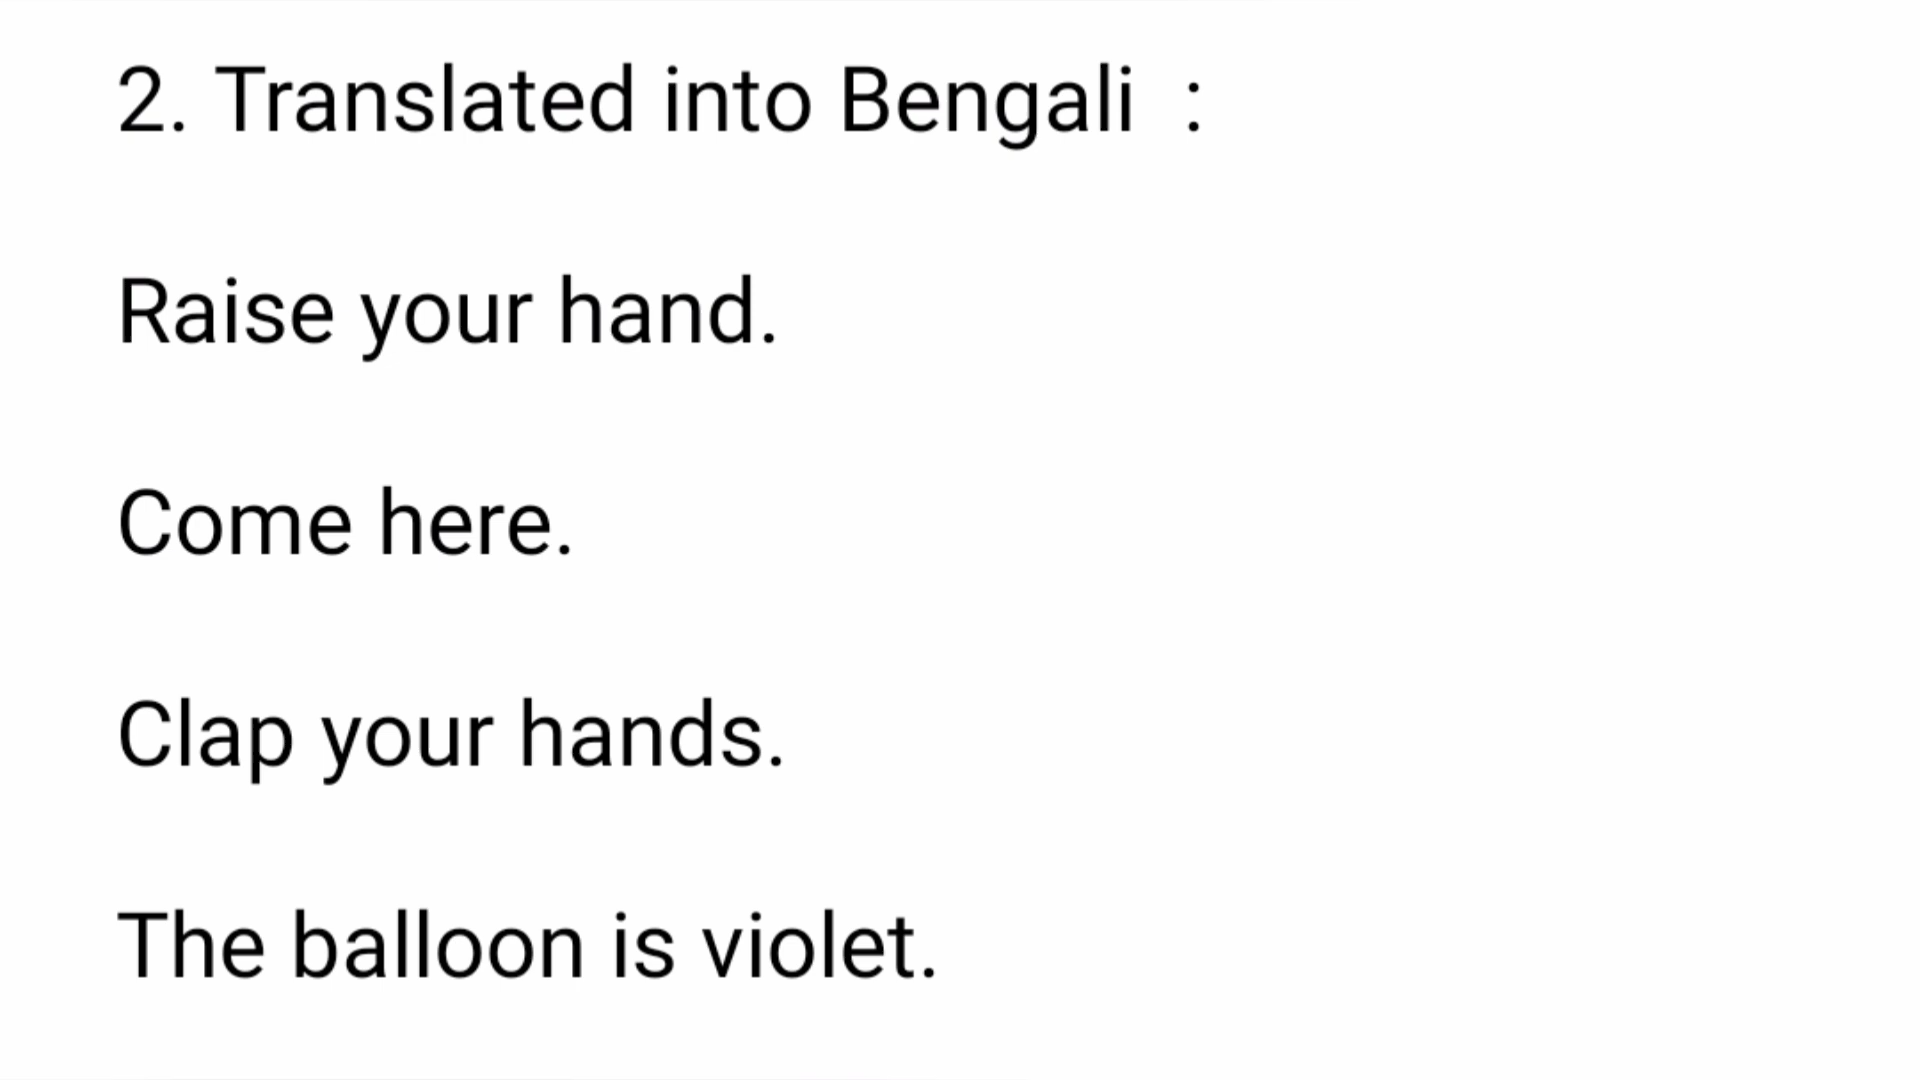 2. Translated into Bengali  :
Raise your hand.
Come here.
Clap your hands.
The balloon is violet.